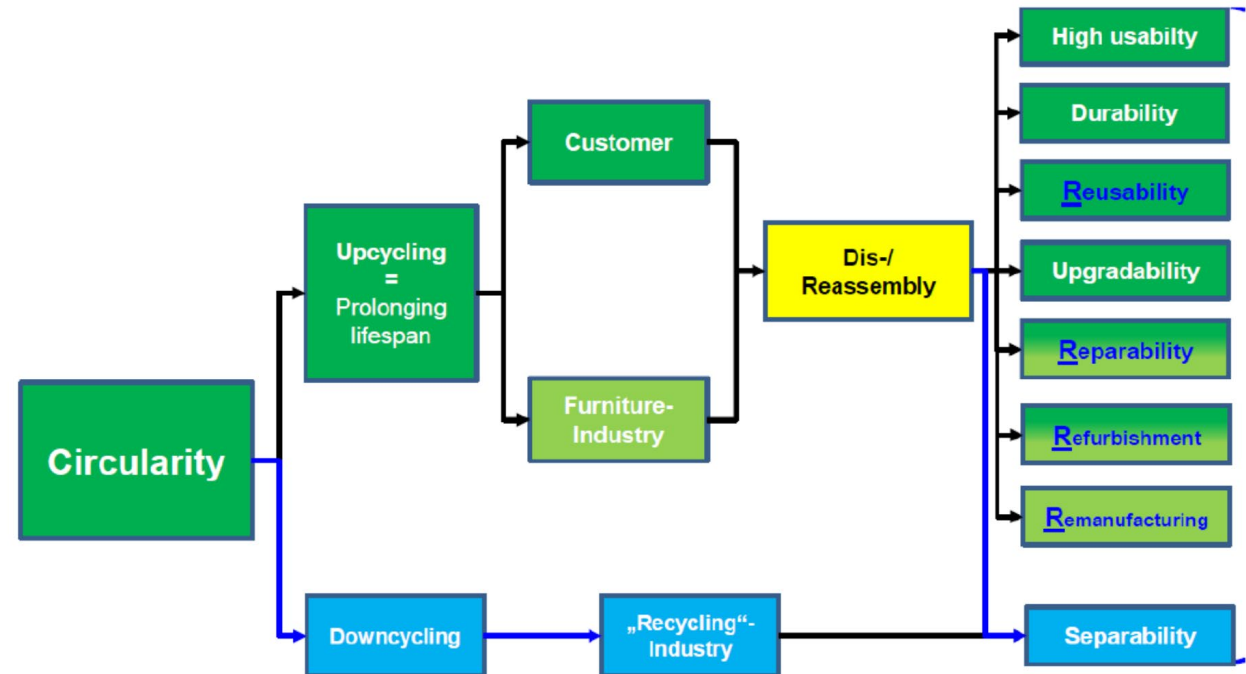 High usabilty
Durability
Reusability
Upgradability
Reparability
Refurbishment
Remanufacturing
Separability
Customer
Furniture-
Industry
Dis-/
Reassembly
Upcycling
=
Prolonging
lifespan
Circularity
Downcycling
„Recycling“-
Industry